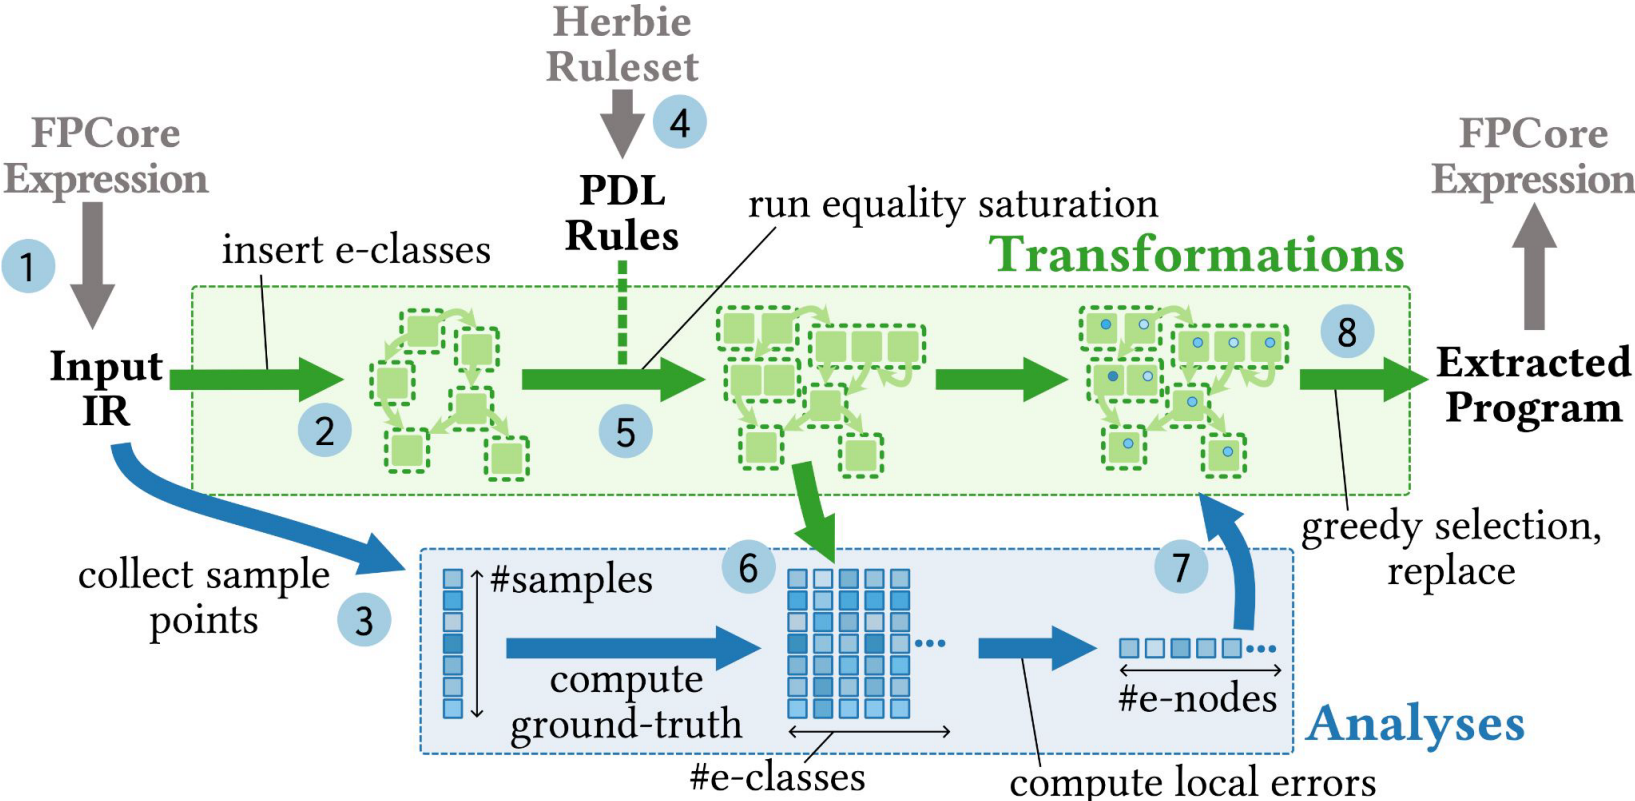 Herbie
Ruleset
4
FPCore
Expression
FPCore
Expression
PDL
Rules
run equality saturation
1
insert e-classes
Transformations
8
Input
IR
Extracted
Program
2
5
collect sample
points
3
#samples
6
7
greedy selection,
replace
compute
ground-truth
#e-nodes
Analyses
#e-classes
compute local errors